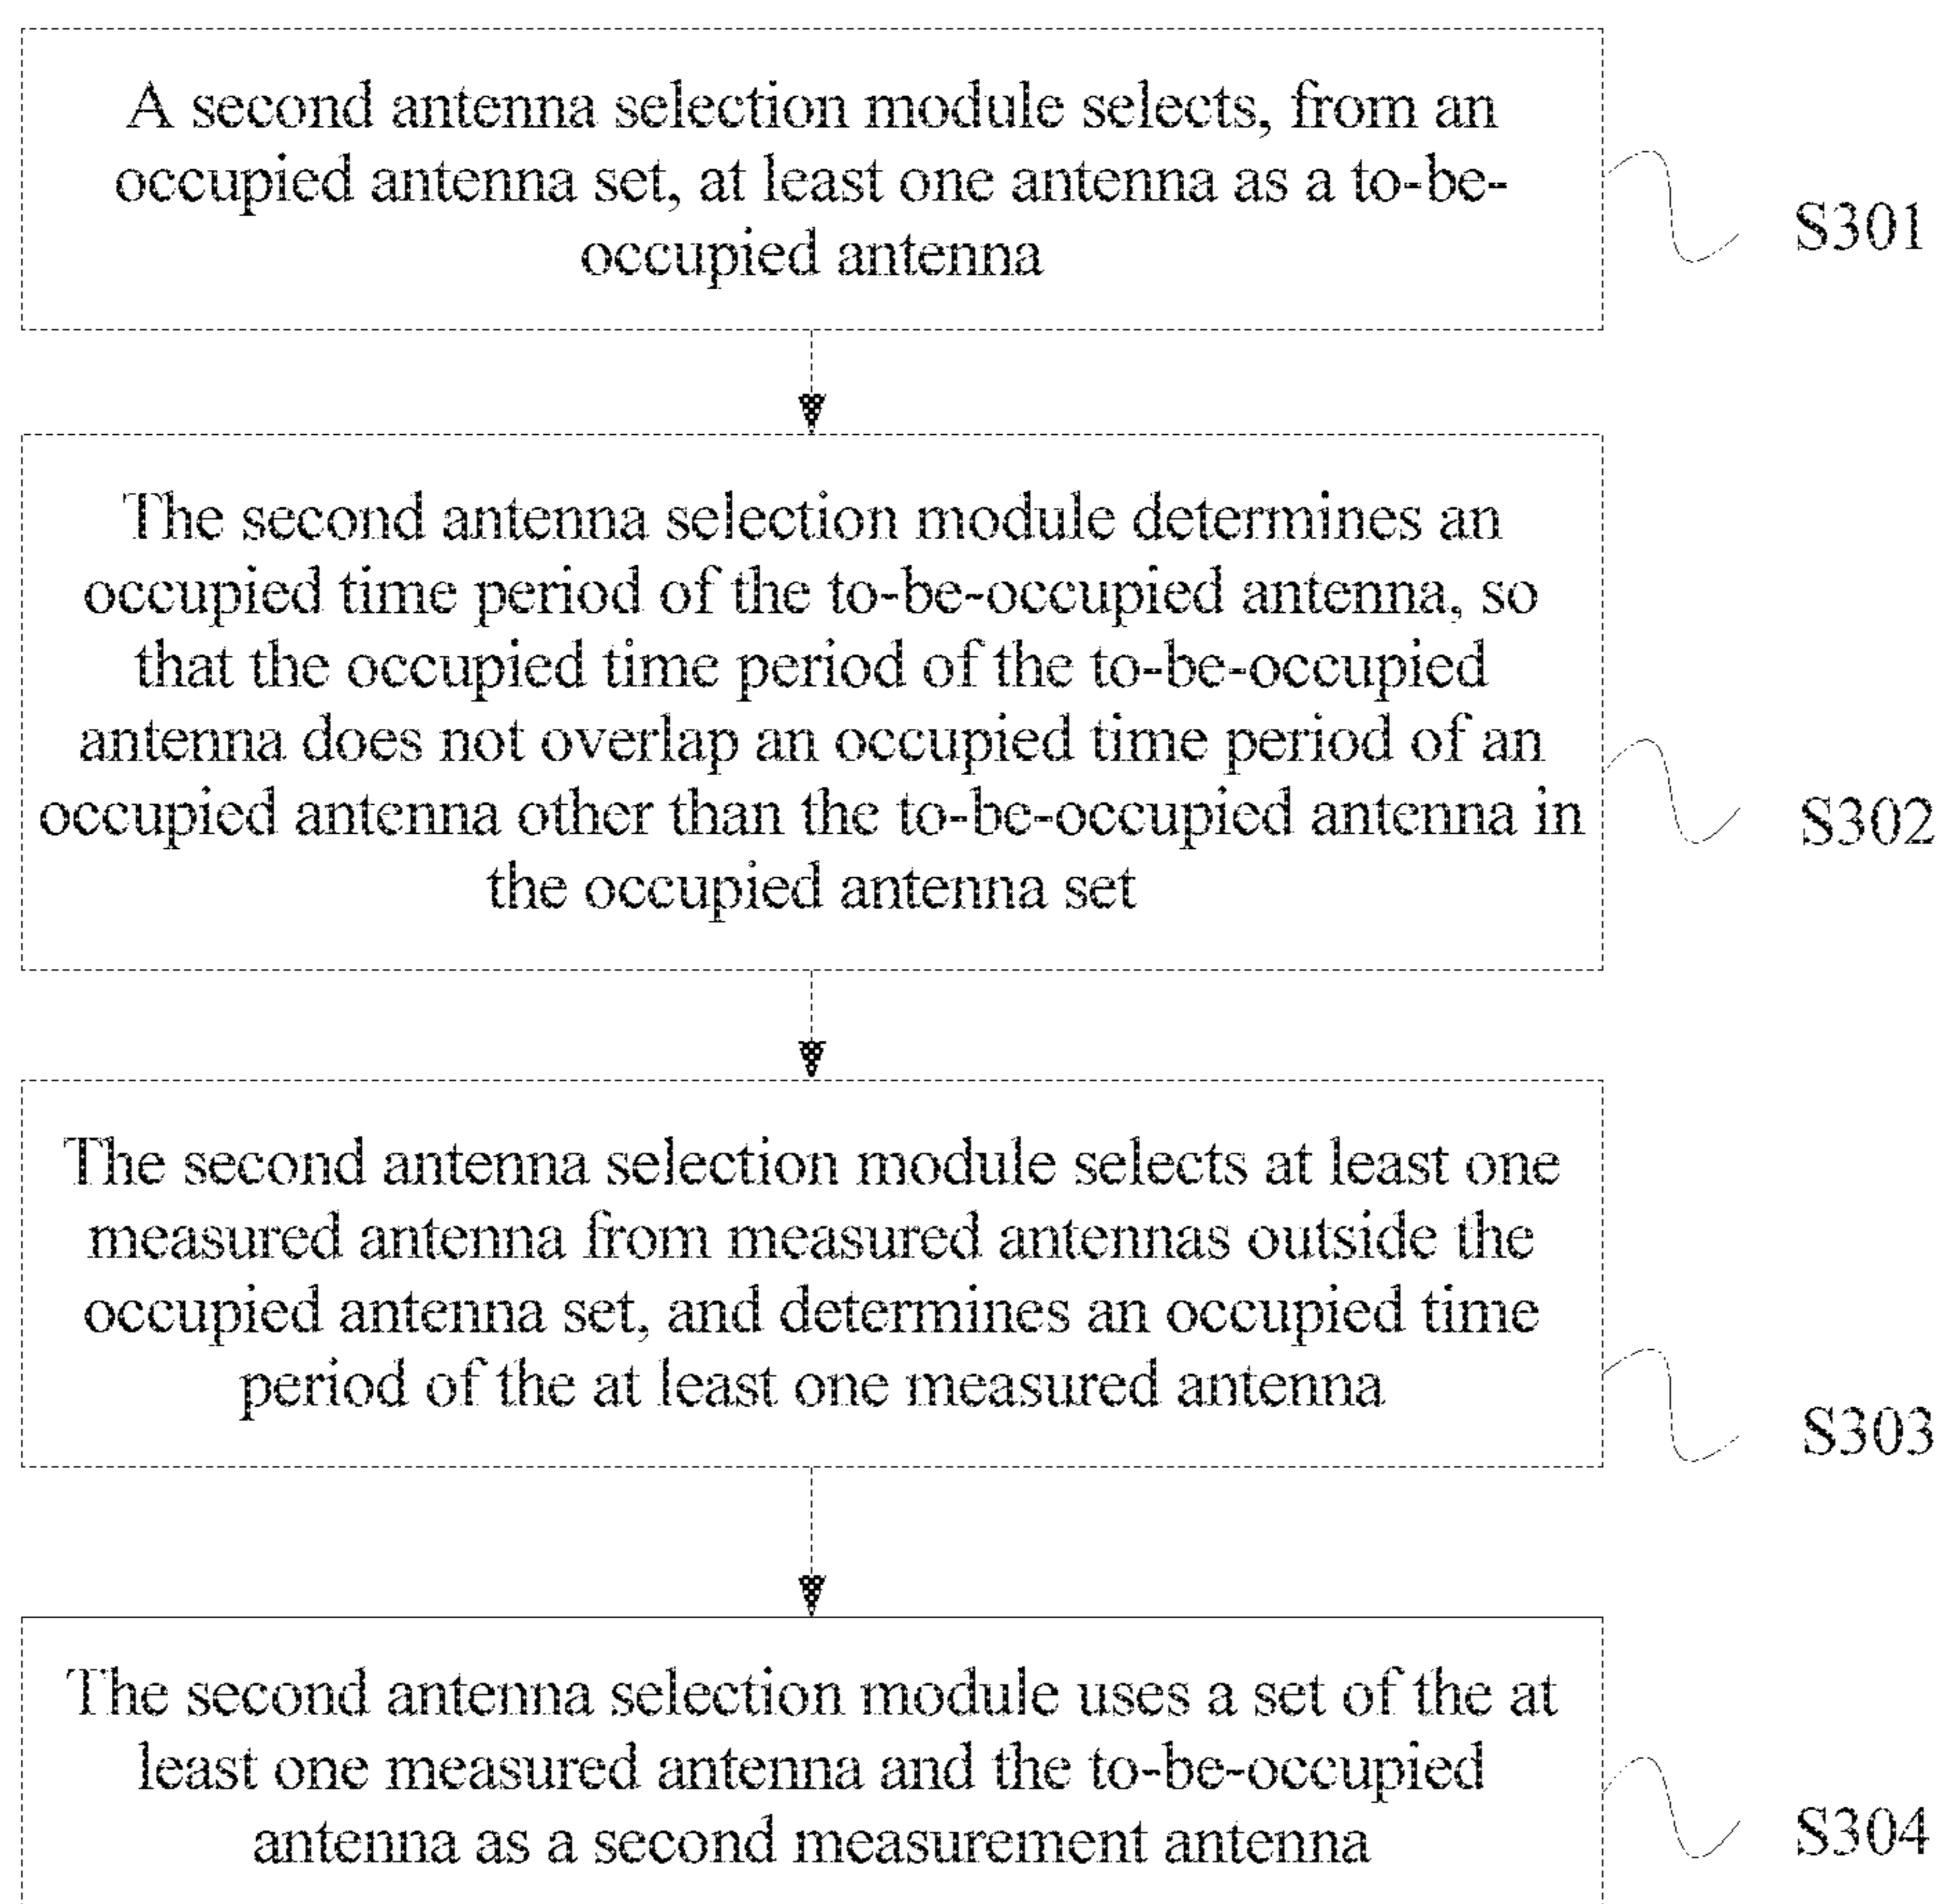 A second antenna selection module selects, from an
occupied antenna set, at least one antenna as a to-be-
occupied antenna
S301
The second antenna selection module determines an
occupied time period of the to-be-occupied antenna, so
that the occupied time period of the to-be-occupied
antenna does not overlap an occupied time period of an
occupied antenna other than the to-be-occupied antenna in
the occupied antenna set
S302
The second antenna selection module selects at least one
measured antenna from measured antennas outside the
occupied antenna set, and determines an occupied time
period of the at least one measured antenna
S303
The second antenna selection module uses a set of the at
least one measured antenna and the to-be-occupied
antenna as a second measurement antenna
S304